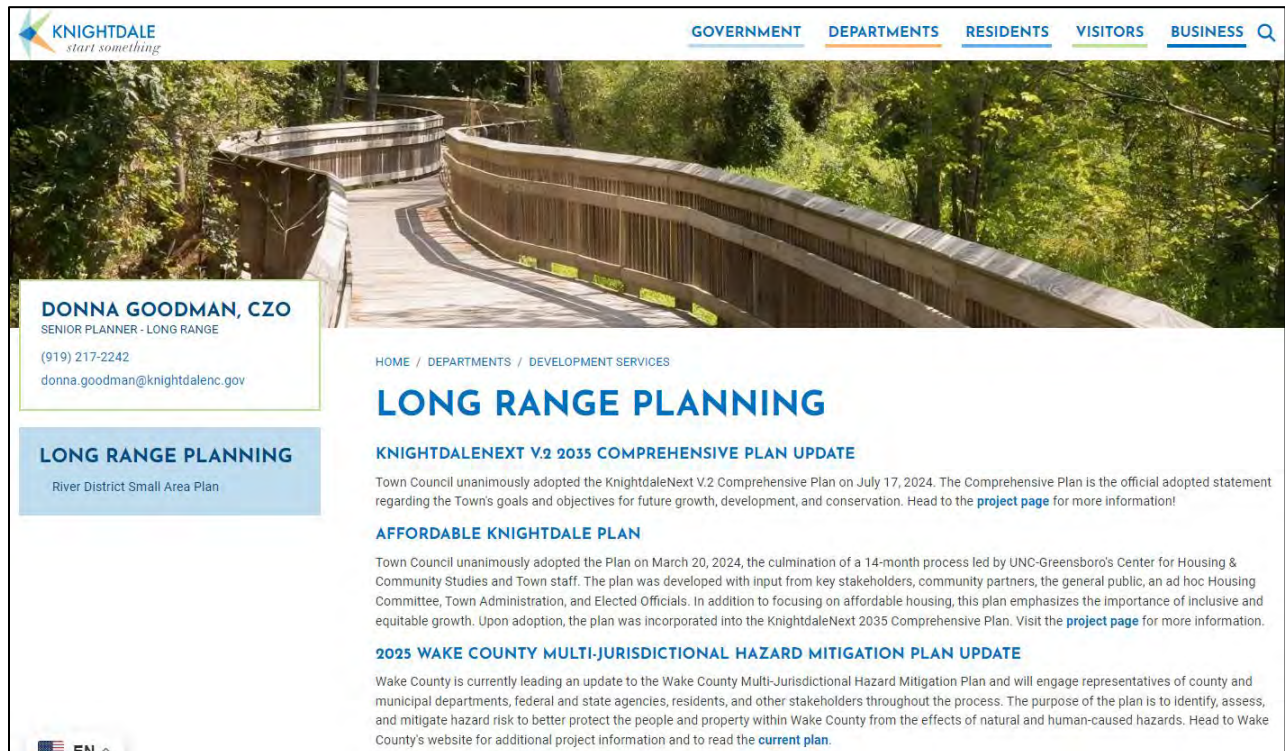 KNIGHTDALE
start something
GOVERNMENT DEPARTMENTS RESIDENTS VISITORS BUSINESS
DONNA GOODMAN, CZO
SENIOR PLANNER - LONG RANGE
(919) 217-2242
donna.goodman@knightdalenc.gov
LONG RANGE PLANNING
River District Small Area Plan
HOME / DEPARTMENTS / DEVELOPMENT SERVICES
LONG RANGE PLANNING
KNIGHTDALENEXT V.2 2035 COMPREHENSIVE PLAN UPDATE
Town Council unanimously adopted the KnightdaleNext V.2 Comprehensive Plan on July 17, 2024. The Comprehensive Plan is the official adopted statement
regarding the Town's goals and objectives for future growth, development, and conservation. Head to the project page for more information!
AFFORDABLE KNIGHTDALE PLAN
Town Council unanimously adopted the Plan on March 20, 2024, the culmination of a 14-month process led by UNC-Greensboro's Center for Housing &
Community Studies and Town staff. The plan was developed with input from key stakeholders, community partners, the general public, an ad hoc Housing
Committee, Town Administration, and Elected Officials. In addition to focusing on affordable housing, this plan emphasizes the importance of inclusive and
equitable growth. Upon adoption, the plan was incorporated into the KnightdaleNext 2035 Comprehensive Plan. Visit the project page for more information.
2025 WAKE COUNTY MULTI-JURISDICTIONAL HAZARD MITIGATION PLAN UPDATE
Wake County is currently leading an update to the Wake County Multi-Jurisdictional Hazard Mitigation Plan and will engage representatives of county and
municipal departments, federal and state agencies, residents, and other stakeholders throughout the process. The purpose of the plan is to identify, assess,
and mitigate hazard risk to better protect the people and property within Wake County from the effects of natural and human-caused hazards. Head to Wake
County's website for additional project information and to read the current plan.
EN